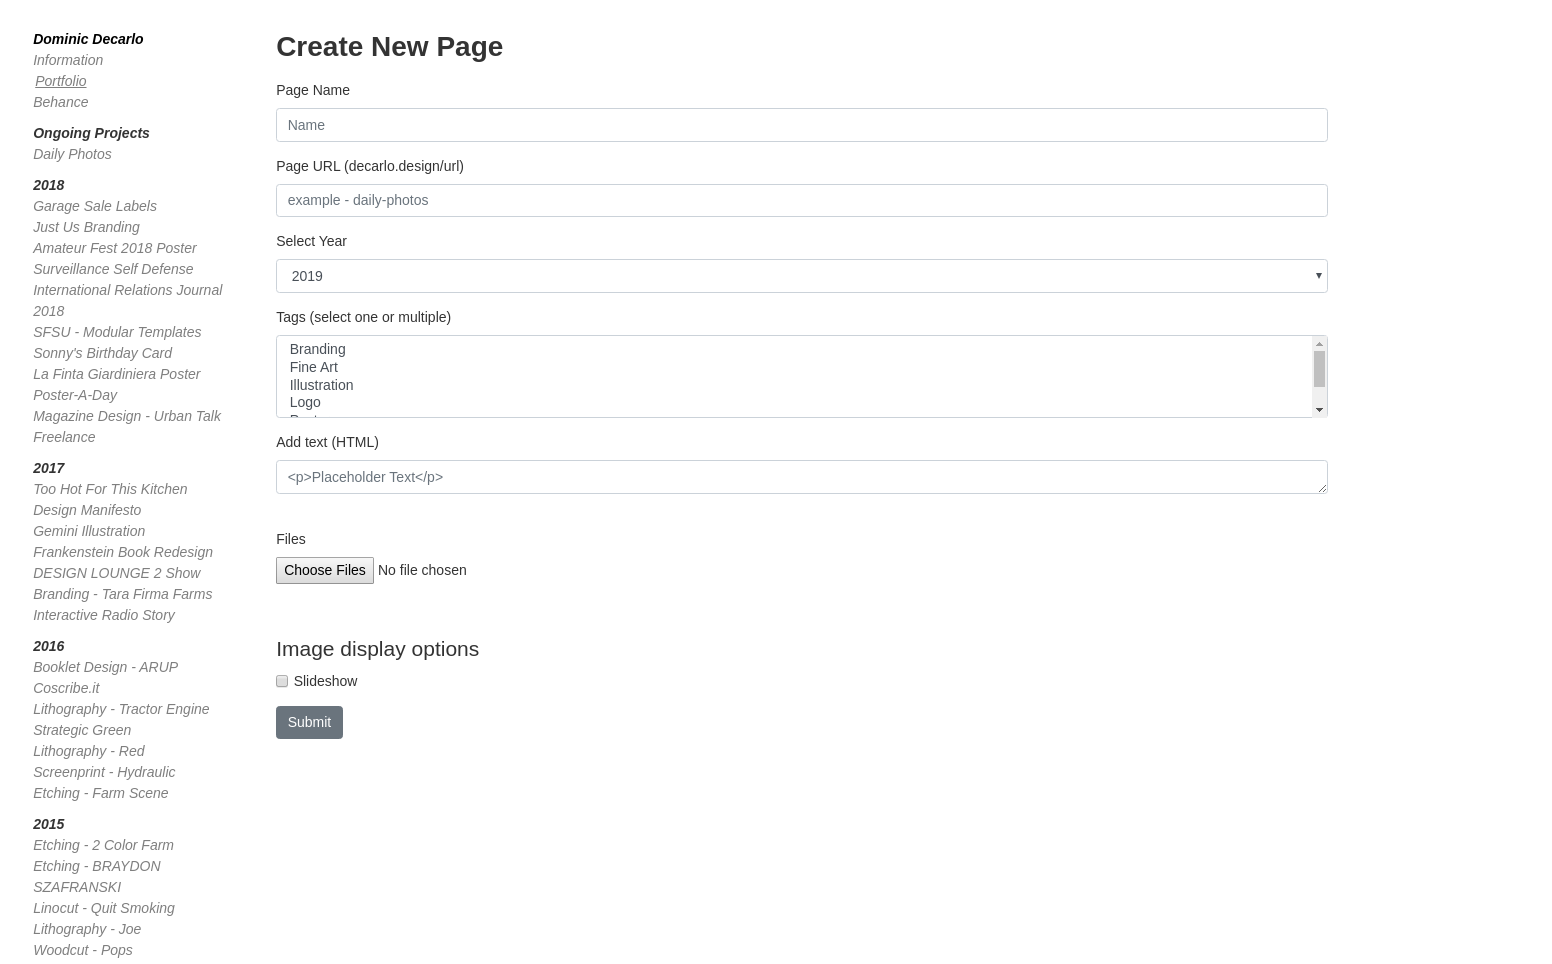 Dominic Decarlo
Information
Portfolio
Behance
Ongoing Projects
Daily Photos
2018
Garage Sale Labels
Just Us Branding
Amateur Fest 2018 Poster
Surveillance Self Defense
International Relations Journal
2018
SFSU - Modular Templates
Sonny's Birthday Card
La Finta Giardiniera Poster
Poster-A-Day
Magazine Design - Urban Talk
Freelance
2017
Too Hot For This Kitchen
Design Manifesto
Gemini Illustration
Frankenstein Book Redesign
DESIGN LOUNGE 2 Show
Branding - Tara Firma Farms
Interactive Radio Story
2016
Booklet Design - ARUP
Coscribe.it
Lithography - Tractor Engine
Strategic Green
Lithography - Red
Screenprint - Hydraulic
Etching - Farm Scene
2015
Etching - 2 Color Farm
Etching - BRAYDON
SZAFRANSKI
Linocut - Quit Smoking
Lithography - Joe
Woodcut - Pops
Create New Page
Page Name
Name
Page URL (decarlo.design/url)
example - daily-photos
Select Year
2019
Tags (select one or multiple)
Branding
Fine Art
Illustration
Logo
Add text (HTML)
<p>Placeholder Text</p>
Files
Choose Files No file chosen
Image display options
Slideshow
Submit